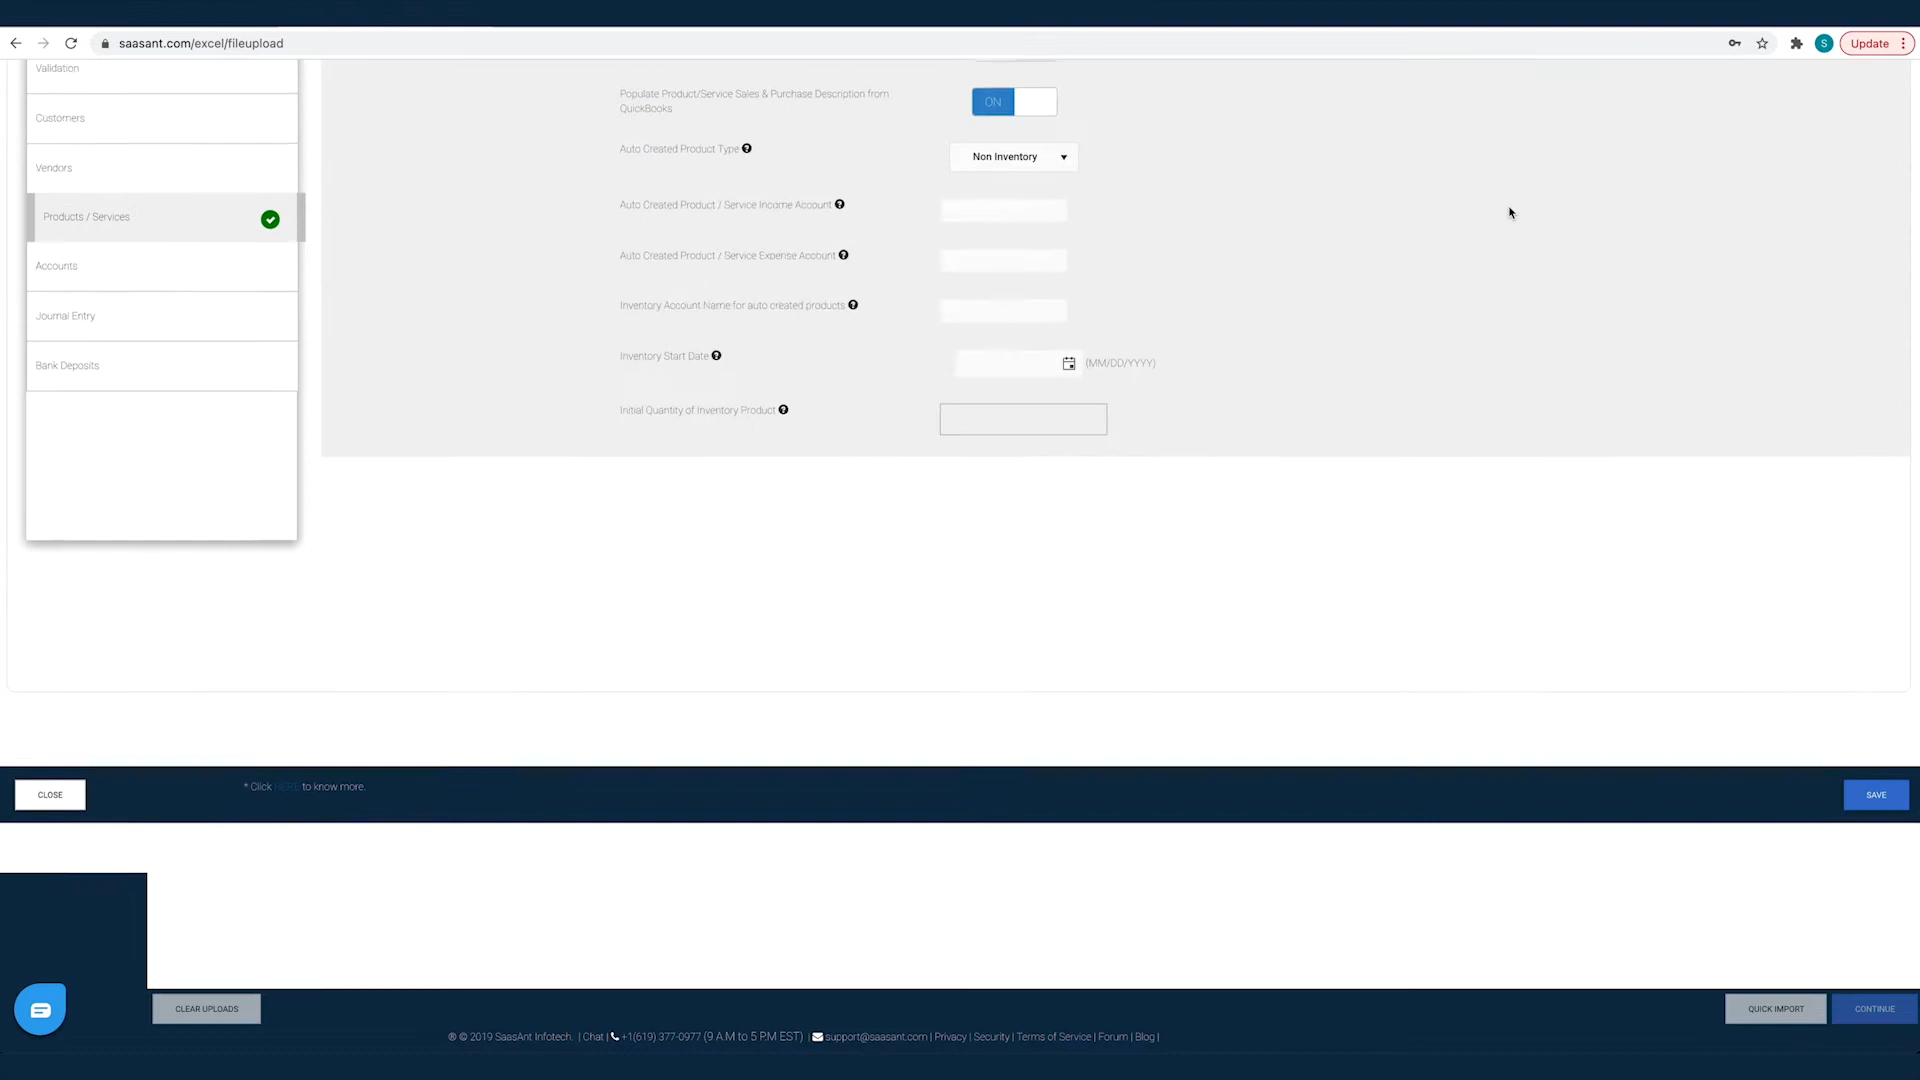 saasant.com/excel/fileupload
S
Update
Validation
Customers
Vendors
Products / Services
Accounts
Journal Entry
Bank Deposits
Populate Product/Service Sales & Purchase Description from
QuickBooks
ON
Auto Created Product Type ?
Non Inventory
Auto Created Product / Service Income Account ?
Auto Created Product / Service Expense Account ?
Inventory Account Name for auto created products ?
Inventory Start Date ?
(MM/DD/YYYY)
Initial Quantity of Inventory Product ?
CLOSE
* Click HERE to know more.
SAVE
CLEAR UPLOADS
QUICK IMPORT
CONTINUE
® © 2019 SaasAnt Infotech. | Chat | +1(619) 377-0977 (9 A.M to 5 P.M EST) | support@saasant.com | Privacy | Security | Terms of Service | Forum | Blog |